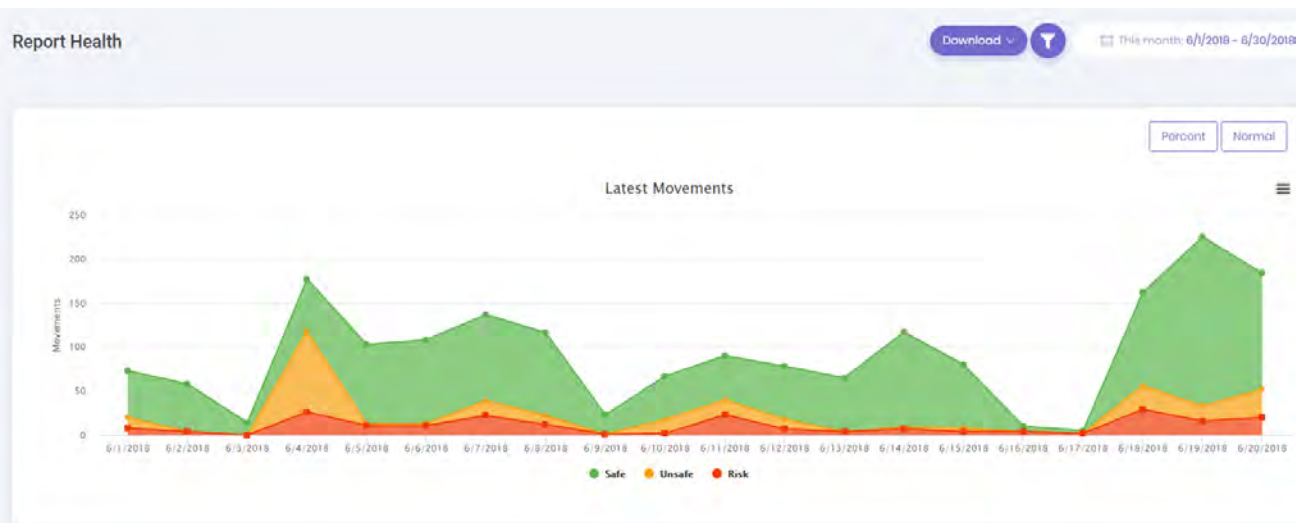 Report Health
Download
This month: 6/1/2018 - 6/30/2018
Percent
Normal
Latest Movements
250
200
150
100
50
0
Movements
6/1/2018 6/2/2018 6/3/2018 6/4/2018 6/5/2018 6/6/2018 6/7/2018 6/8/2018 6/9/2018 6/10/2018 6/11/2018 6/12/2018 6/13/2018 6/14/2018 6/15/2018 6/16/2018 6/17/2018 6/18/2018 6/19/2018 6/20/2018
Safe Unsafe Risk